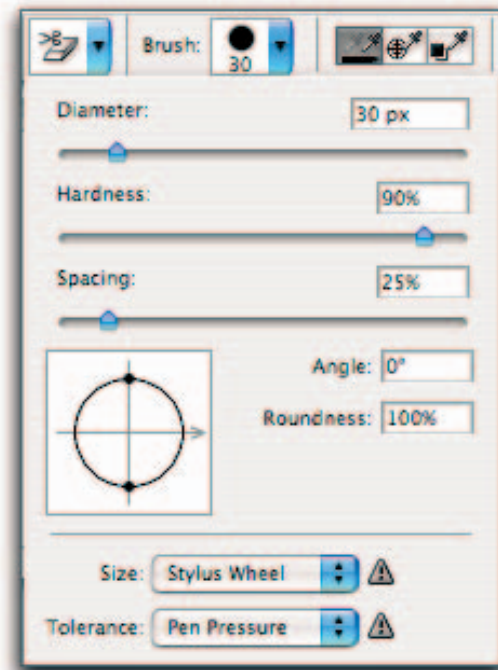 Brush: 30
Diameter: 30 px
Hardness: 90%
Spacing: 25%
Angle: 0°
Roundness: 100%
Size: Stylus Wheel
Tolerance: Pen Pressure